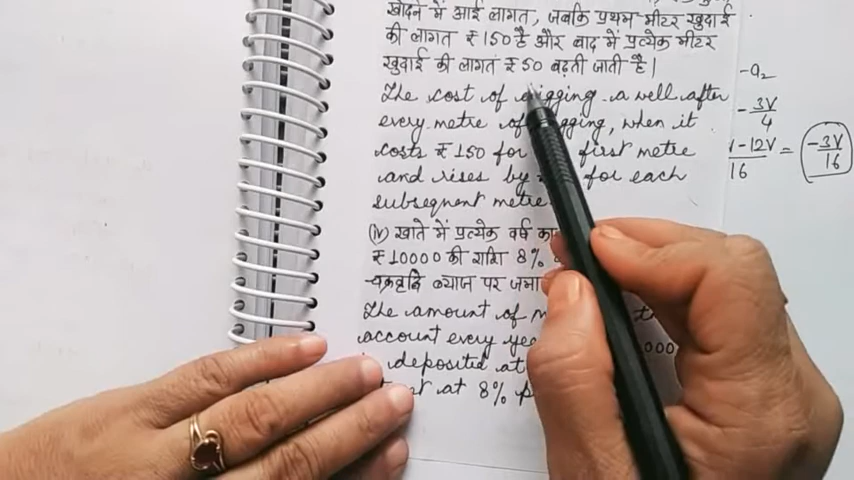 खोदने में आई लागत, जबकि प्रथम मीटर खुदाई
की लागत ₹150 है और बाद में प्रत्येक मीटर
खुदाई की लागत ₹50 बढ़ती जाती है।
The cost of digging a well after
every metre of digging, when it
costs ₹150 for first metre
and rises by for each
subsequent metre
(iv) खाते में प्रत्येक वर्ष का
₹10000 की राशि 8%
चक्रवृद्धि ब्याज पर जमा
The amount of
account every 000
deposited at
at 8%
-a₂
-3V/4
-12V/16 = -3V/16